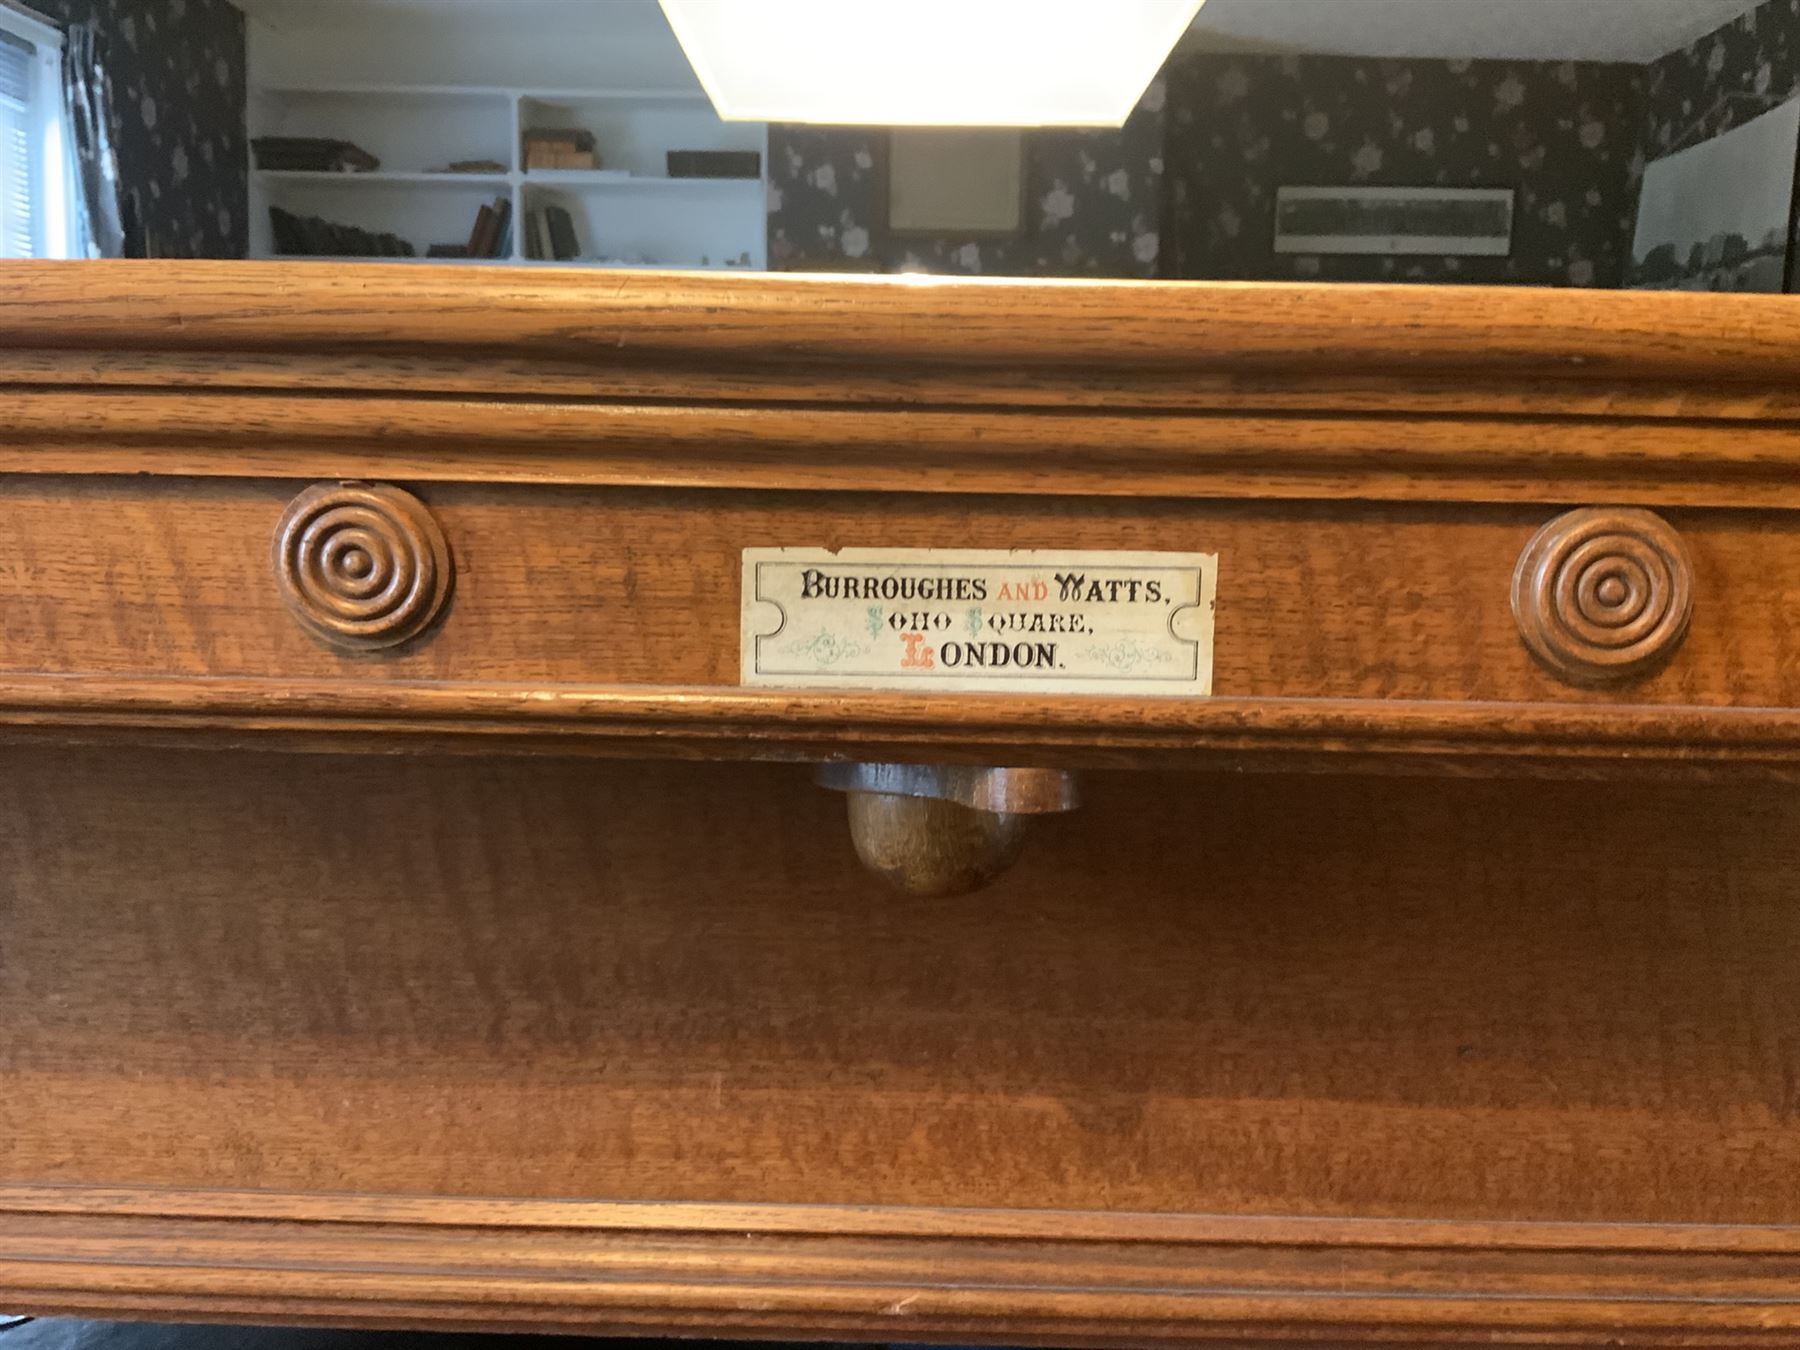 BURROUGHES AND WATTS,
SOHO SQUARE,
LONDON.